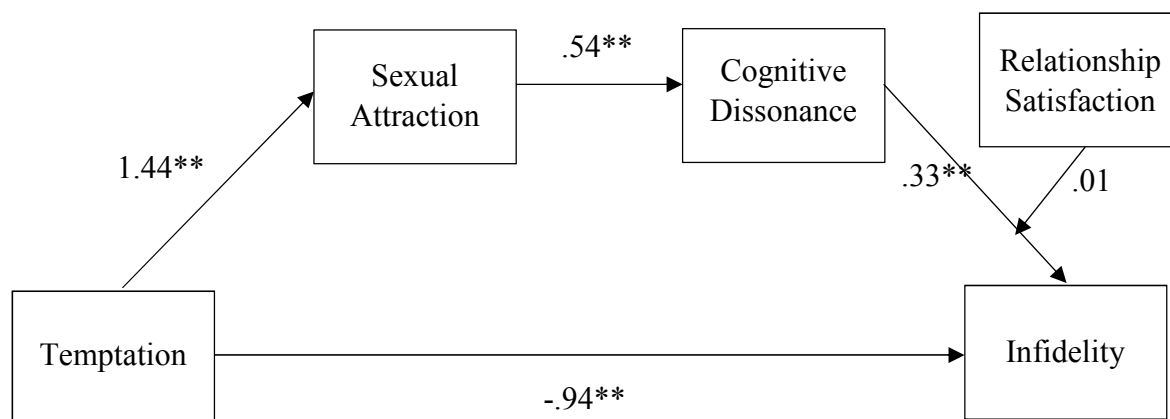 Sexual
Attraction
.54**
Cognitive
Dissonance
Relationship
Satisfaction
1.44**
.33**
.01
Temptation
Infidelity
-.94**